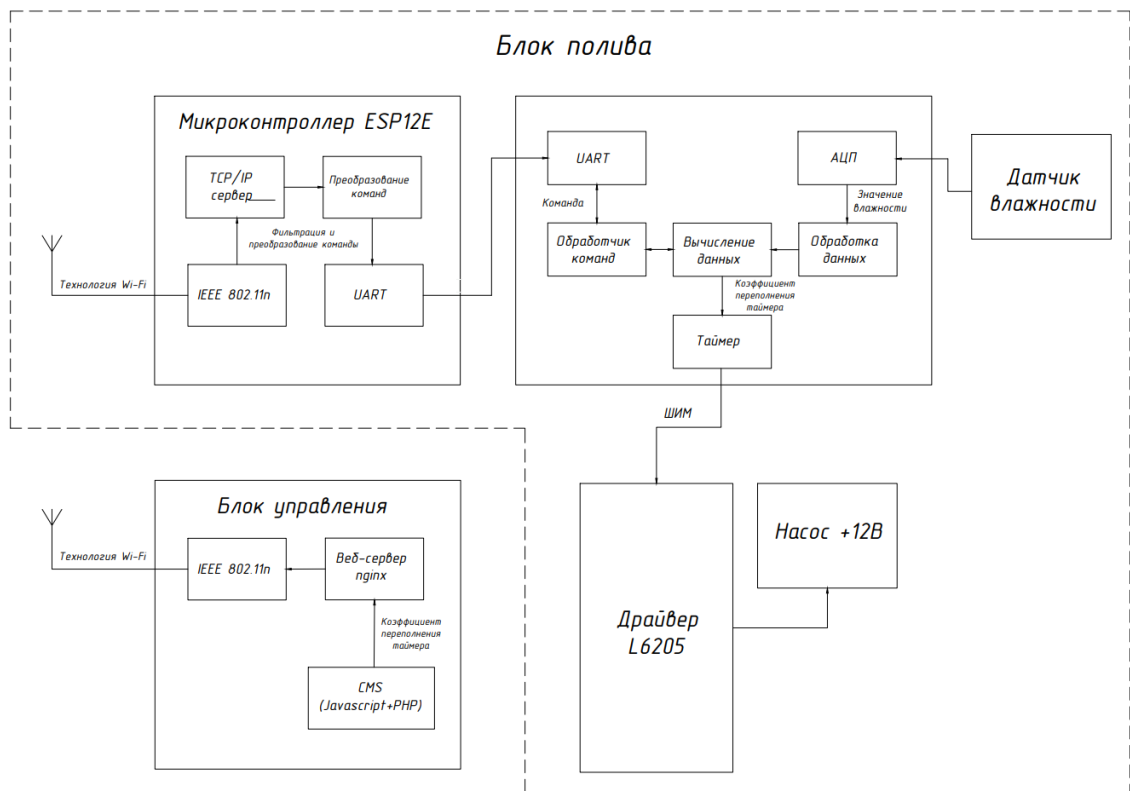 Блок полива
Микроконтроллер ESP12E
TCP/IP
сервер____
Преобразование
команд
Фильтрация и
преобразование команды
Технология Wi-Fi
IEEE 802.11n
UART
UART
АЦП
Команда
Значение
влажности
Обработчик
команд
Вычисление
данных
Обработка
данных
Коэффициент
переполнения
таймера
Таймер
Датчик
влажности
ШИМ
Драйвер
L6205
Насос +12В
Блок управления
Технология Wi-Fi
IEEE 802.11n
Веб-сервер
nginx
Коэффициент
переполнения
таймера
CMS
(Javascript+PHP)